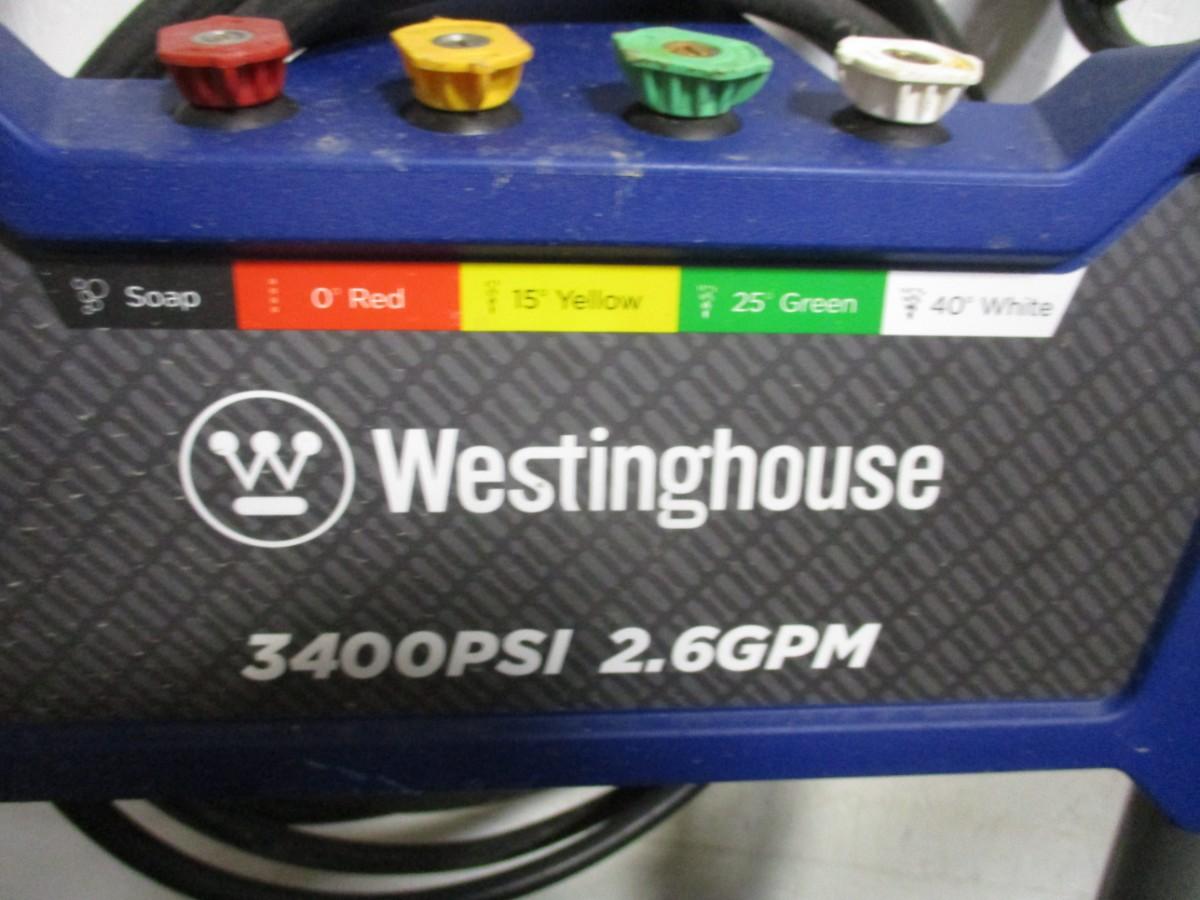 Soap 0° Red 15° Yellow 25° Green 40° White
Westinghouse
3400PSI 2.6GPM